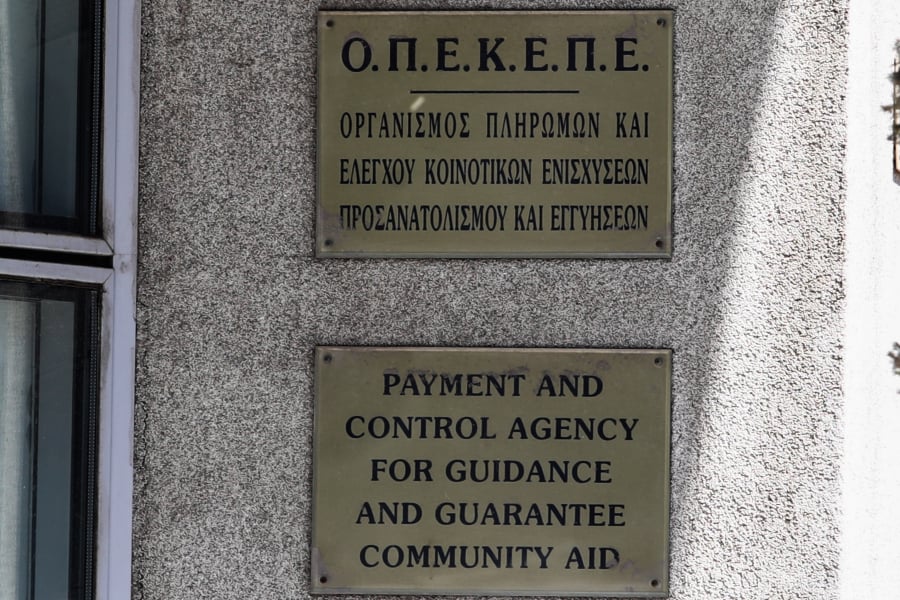 Ο.Π.Ε.Κ.Ε.Π.Ε.
ΟΡΓΑΝΙΣΜΟΣ ΠΛΗΡΩΜΩΝ ΚΑΙ
ΕΛΕΓΧΟΥ ΚΟΙΝΟΤΙΚΩΝ ΕΝΙΣΧΥΣΕΩΝ
ΠΡΟΣΑΝΑΤΟΛΙΣΜΟΥ ΚΑΙ ΕΓΓΥΗΣΕΩΝ
PAYMENT AND
CONTROL AGENCY
FOR GUIDANCE
AND GUARANTEE
COMMUNITY AID